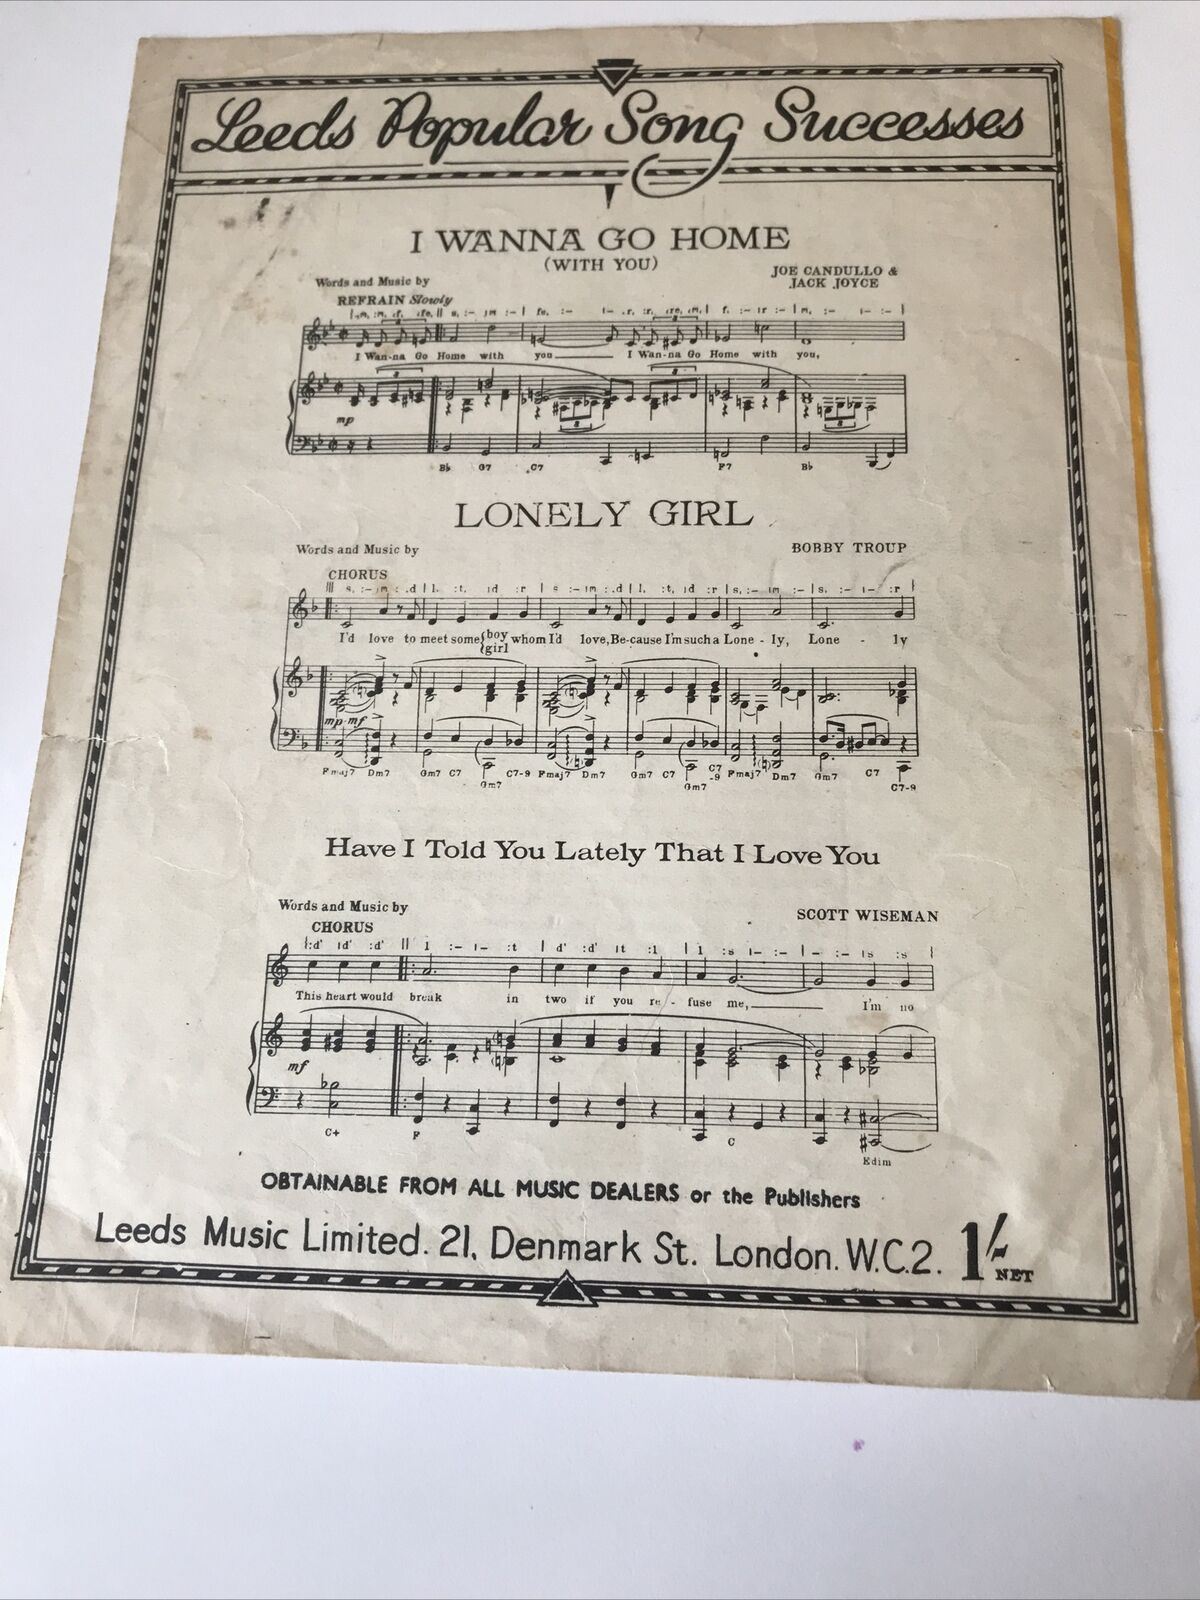 Leeds Popular Song Successes
I WANNA GO HOME
(WITH YOU)
Words and Music by
JOE CANDULLO &
JACK JOYCE
REFRAIN Slowly
I Wan-na Go Home with you I Wan-na Go Home with you,
mp
B♭ G7 C7 F7 B♭
LONELY GIRL
Words and Music by
BOBBY TROUP
CHORUS
I'd love to meet some {boy whom I'd love, Be-cause I'm such a Lone - ly, Lone - ly
{girl
mp-mf
Fmaj7 Dm7 Gm7 C7 Gm7 C7-9 Fmaj7 Dm7 Gm7 C7 Gm7 C7-9 Fmaj7 Dm7 Gm7 C7 C7-9
Have I Told You Lately That I Love You
Words and Music by
SCOTT WISEMAN
CHORUS
This heart would break in two if you re - fuse me, I'm no
mf
C+ F C Edim
OBTAINABLE FROM ALL MUSIC DEALERS or the Publishers
Leeds Music Limited. 21, Denmark St. London. W.C.2. 1/- NET